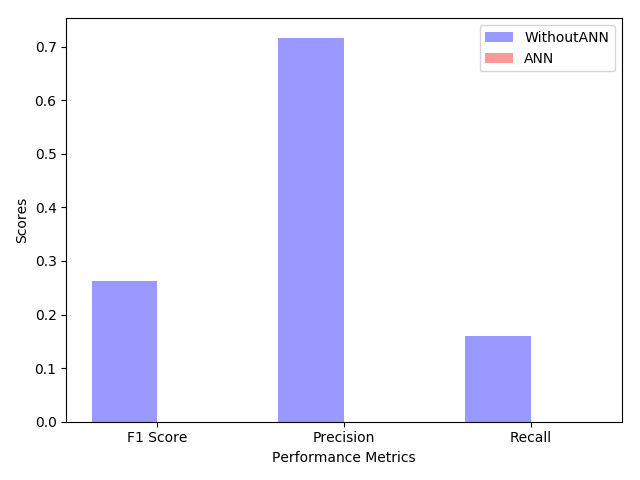 WithoutANN
ANN
0.7
0.6
0.5
0.4
0.3
0.2
0.1
0.0
Scores
F1 Score
Precision
Recall
Performance Metrics